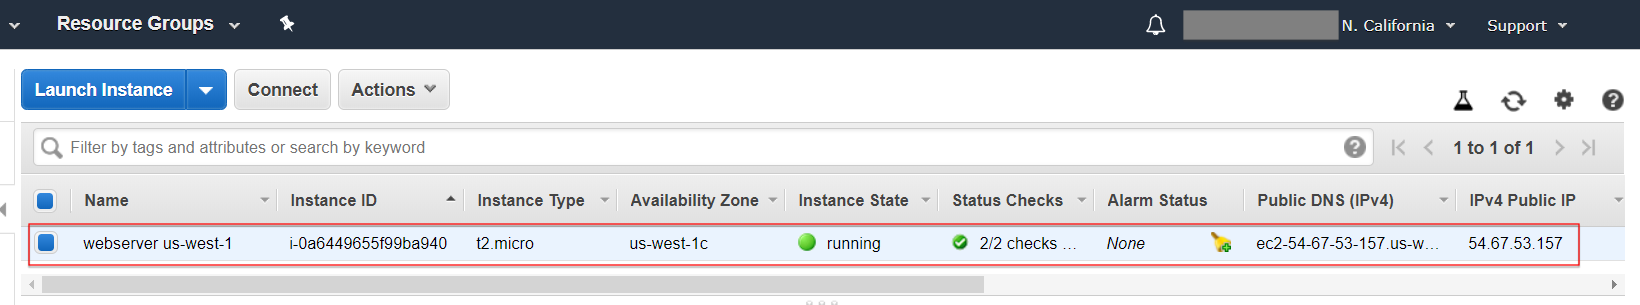 Resource Groups N. California Support
Launch Instance Connect Actions
Filter by tags and attributes or search by keyword ? 1 to 1 of 1
Name Instance ID Instance Type Availability Zone Instance State Status Checks Alarm Status Public DNS (IPv4) IPv4 Public IP
webserver us-west-1 i-0a6449655f99ba940 t2.micro us-west-1c running 2/2 checks ... None ec2-54-67-53-157.us-w... 54.67.53.157